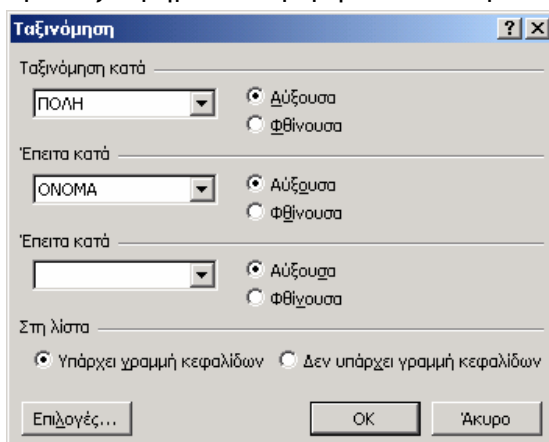 Ταξινόμηση
Ταξινόμηση κατά
ΠΟΛΗ
Αύξουσα
Φθίνουσα
Έπειτα κατά
ΟΝΟΜΑ
Αύξουσα
Φθίνουσα
Έπειτα κατά
Αύξουσα
Φθίνουσα
Στη λίστα
Υπάρχει γραμμή κεφαλίδων Δεν υπάρχει γραμμή κεφαλίδων
Επιλογές... OK Άκυρο